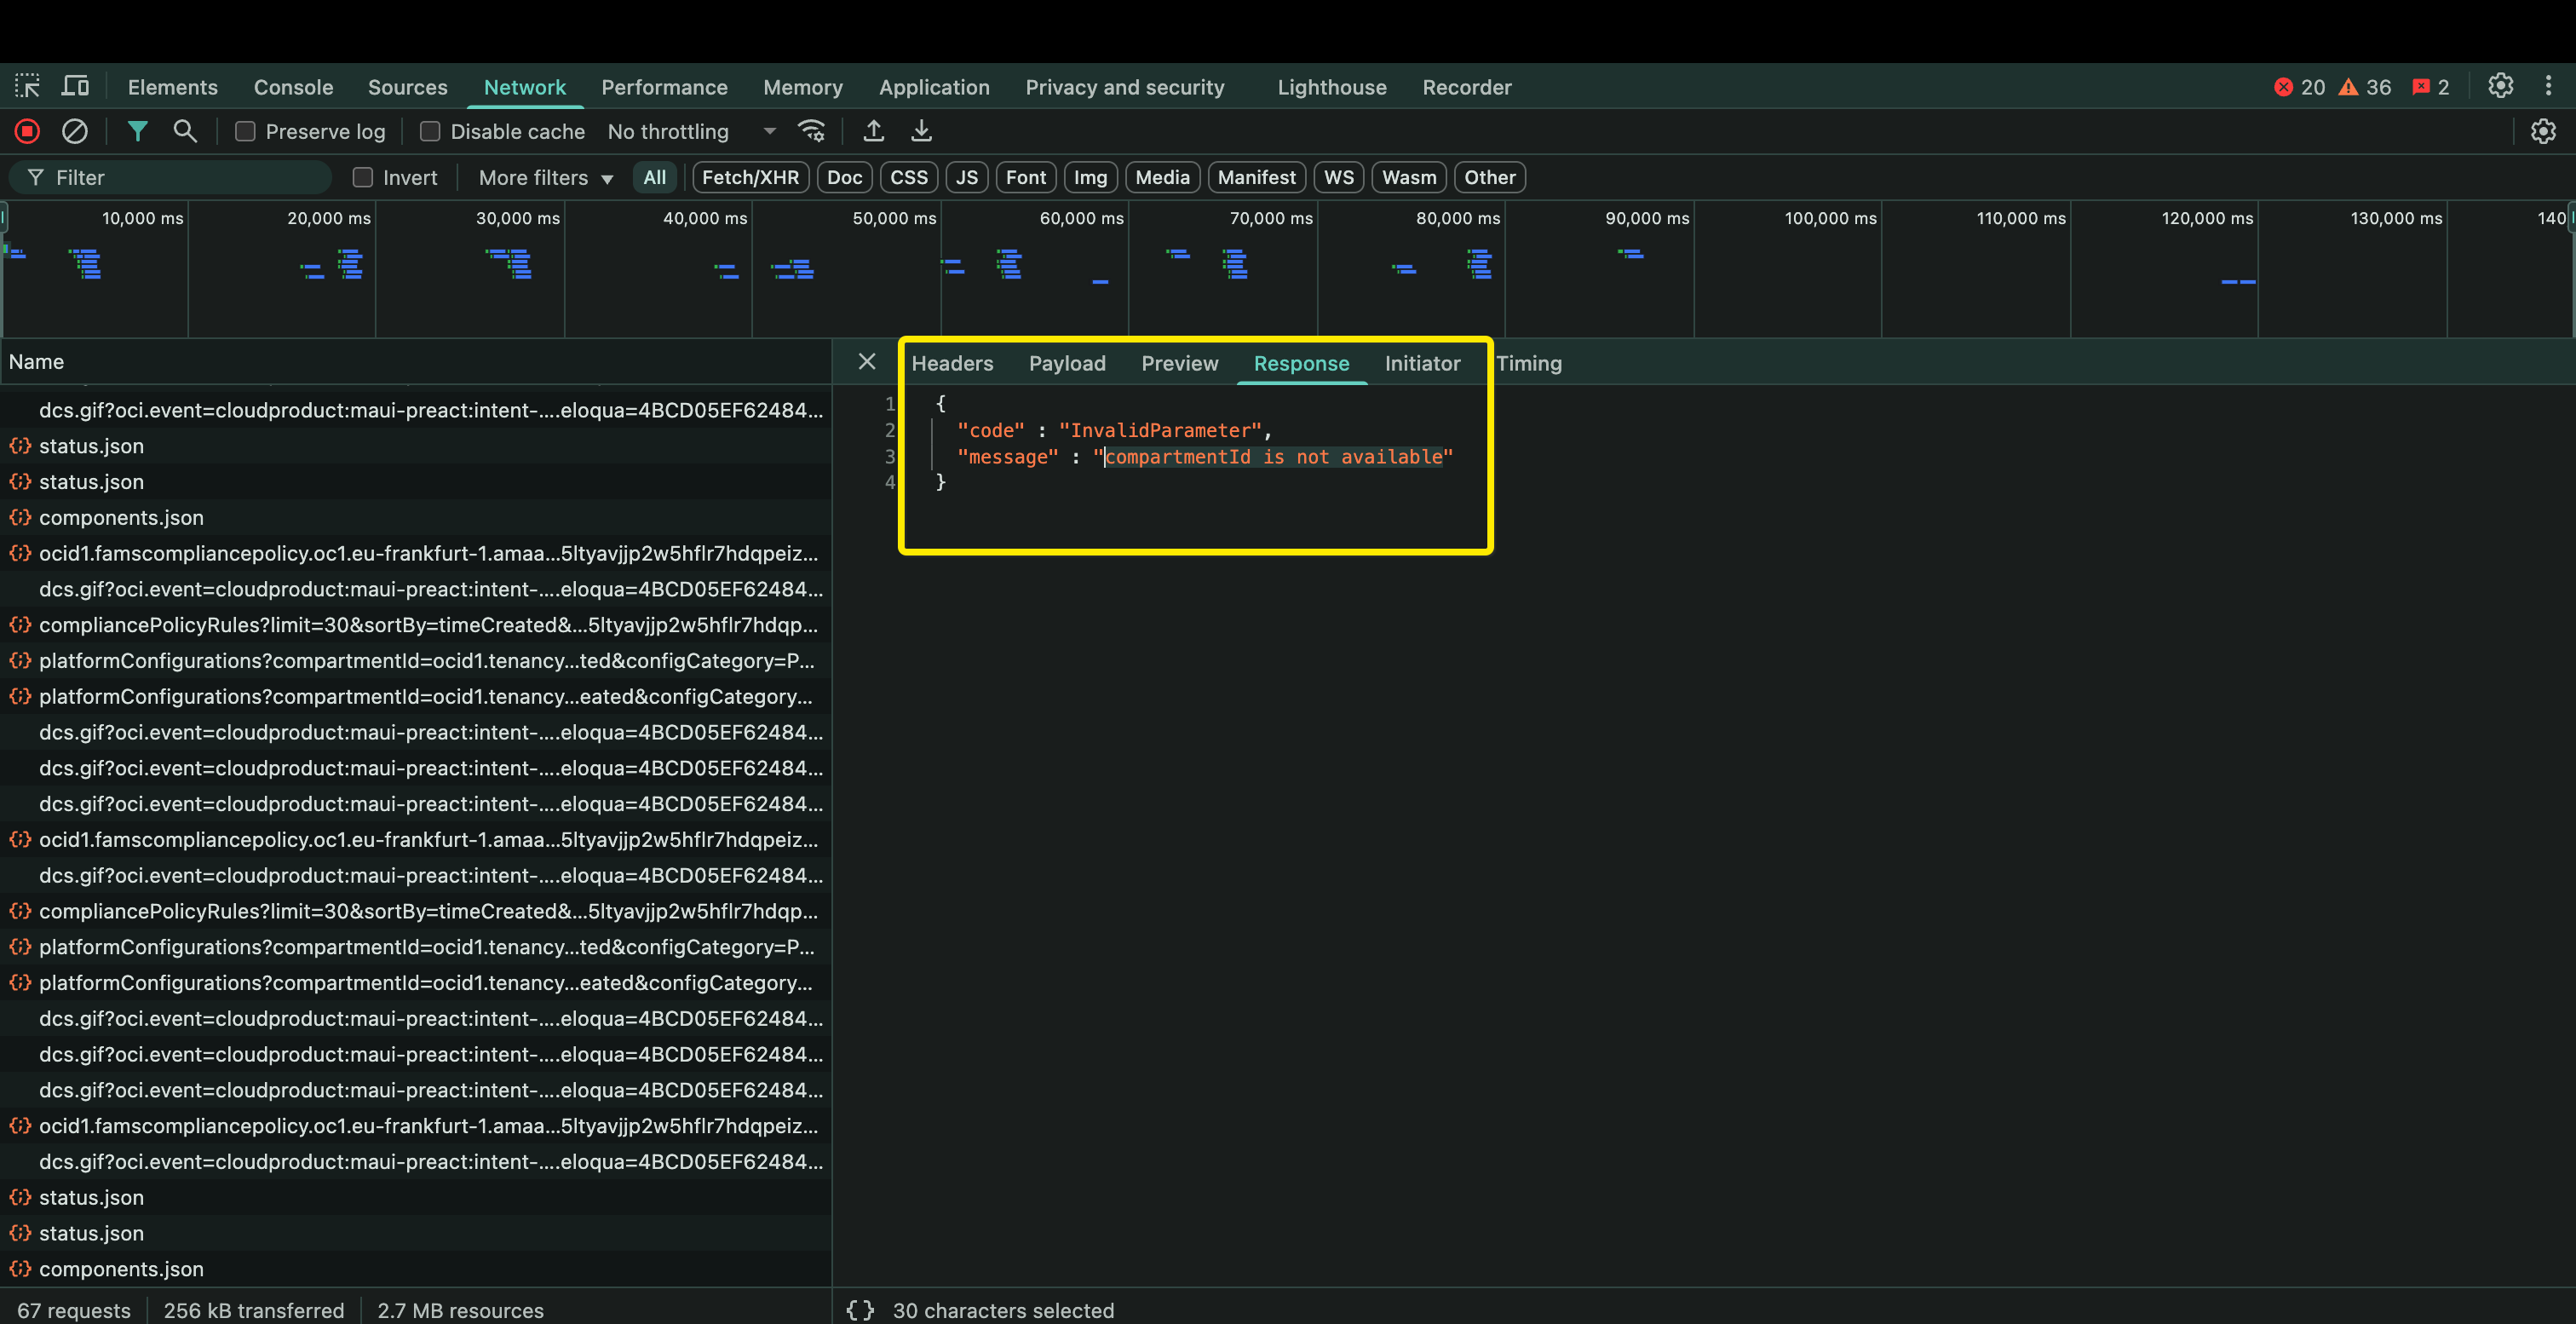 Elements Console Sources Network Performance Memory Application Privacy and security Lighthouse Recorder 20 36 2
Preserve log Disable cache No throttling
Filter Invert More filters All Fetch/XHR Doc CSS JS Font Img Media Manifest WS Wasm Other
10,000 ms 20,000 ms 30,000 ms 40,000 ms 50,000 ms 60,000 ms 70,000 ms 80,000 ms 90,000 ms 100,000 ms 110,000 ms 120,000 ms 130,000 ms 140
Name
dcs.gif?oci.event=cloudproduct:maui-preact:intent-....eloqua=4BCD05EF62484...
status.json
status.json
components.json
ocid1.famscompliancepolicy.oc1.eu-frankfurt-1.amaa...5ltyavjjp2w5hflr7hdqpeiz...
dcs.gif?oci.event=cloudproduct:maui-preact:intent-....eloqua=4BCD05EF62484...
compliancePolicyRules?limit=30&sortBy=timeCreated&...5ltyavjjp2w5hflr7hdqp...
platformConfigurations?compartmentId=ocid1.tenancy...ted&configCategory=P...
platformConfigurations?compartmentId=ocid1.tenancy...eated&configCategory...
dcs.gif?oci.event=cloudproduct:maui-preact:intent-....eloqua=4BCD05EF62484...
dcs.gif?oci.event=cloudproduct:maui-preact:intent-....eloqua=4BCD05EF62484...
dcs.gif?oci.event=cloudproduct:maui-preact:intent-....eloqua=4BCD05EF62484...
ocid1.famscompliancepolicy.oc1.eu-frankfurt-1.amaa...5ltyavjjp2w5hflr7hdqpeiz...
dcs.gif?oci.event=cloudproduct:maui-preact:intent-....eloqua=4BCD05EF62484...
compliancePolicyRules?limit=30&sortBy=timeCreated&...5ltyavjjp2w5hflr7hdqp...
platformConfigurations?compartmentId=ocid1.tenancy...ted&configCategory=P...
platformConfigurations?compartmentId=ocid1.tenancy...eated&configCategory...
dcs.gif?oci.event=cloudproduct:maui-preact:intent-....eloqua=4BCD05EF62484...
dcs.gif?oci.event=cloudproduct:maui-preact:intent-....eloqua=4BCD05EF62484...
dcs.gif?oci.event=cloudproduct:maui-preact:intent-....eloqua=4BCD05EF62484...
ocid1.famscompliancepolicy.oc1.eu-frankfurt-1.amaa...5ltyavjjp2w5hflr7hdqpeiz...
dcs.gif?oci.event=cloudproduct:maui-preact:intent-....eloqua=4BCD05EF62484...
status.json
status.json
components.json
Headers Payload Preview Response Initiator Timing
1 {
2 "code" : "InvalidParameter",
3 "message" : "compartmentId is not available"
4 }
67 requests 256 kB transferred 2.7 MB resources
{ } 30 characters selected